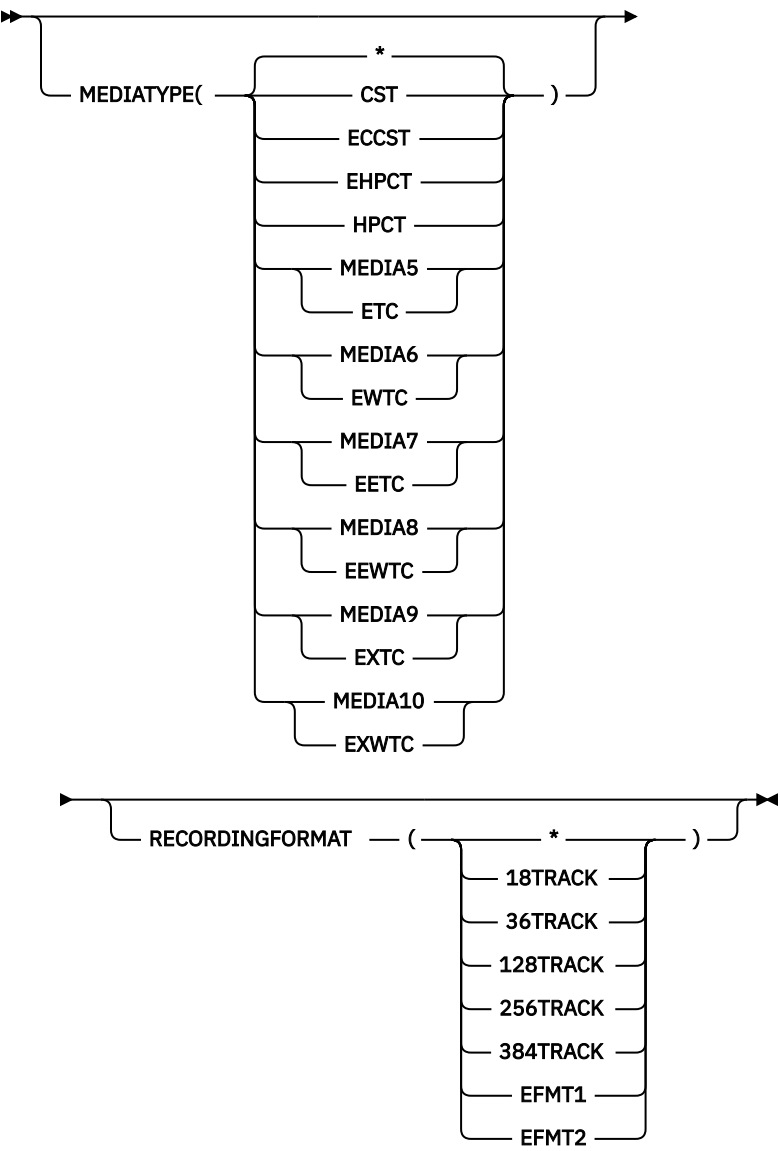 *
MEDIATYPE( CST )
ECCST
EHPCT
HPCT
MEDIA5
ETC
MEDIA6
EWTC
MEDIA7
EETC
MEDIA8
EEWTC
MEDIA9
EXTC
MEDIA10
EXWTC
RECORDINGFORMAT ( * )
18TRACK
36TRACK
128TRACK
256TRACK
384TRACK
EFMT1
EFMT2